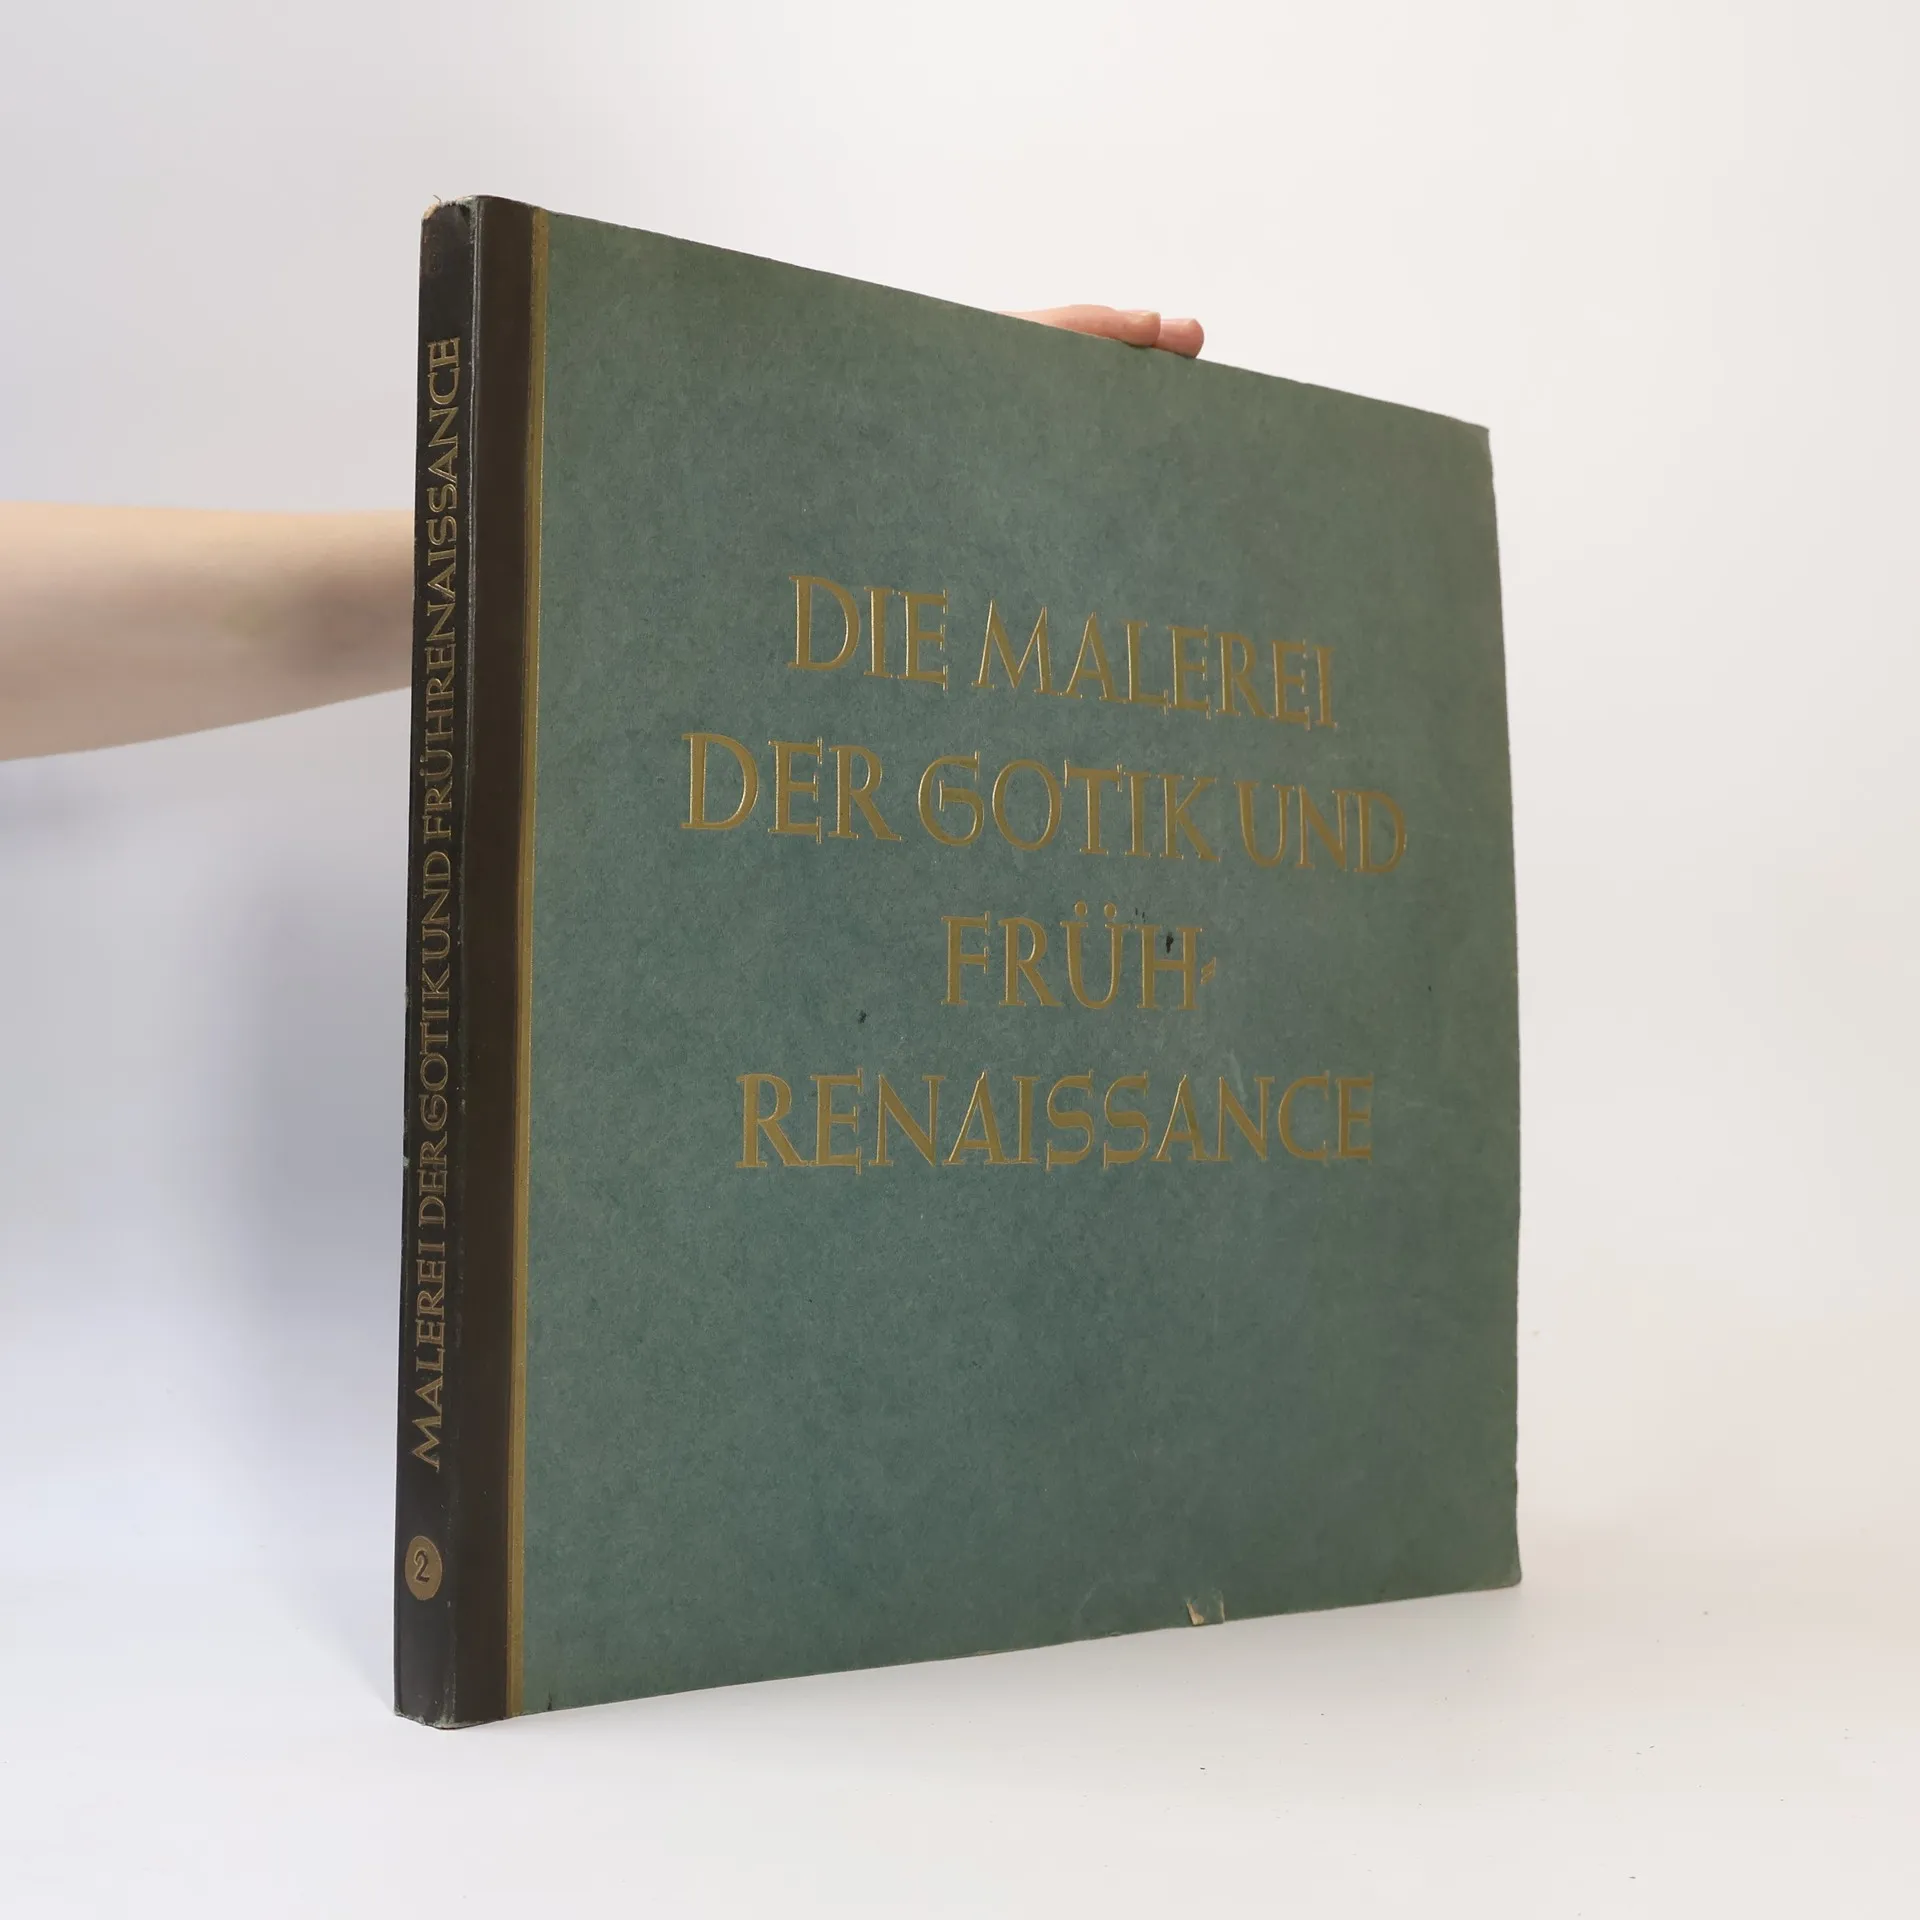 MALEREI DER GOTIK UND FRÜHRENAISSANCE
2
DIE MALEREI
DER GOTIK UND
FRÜH-
RENAISSANCE